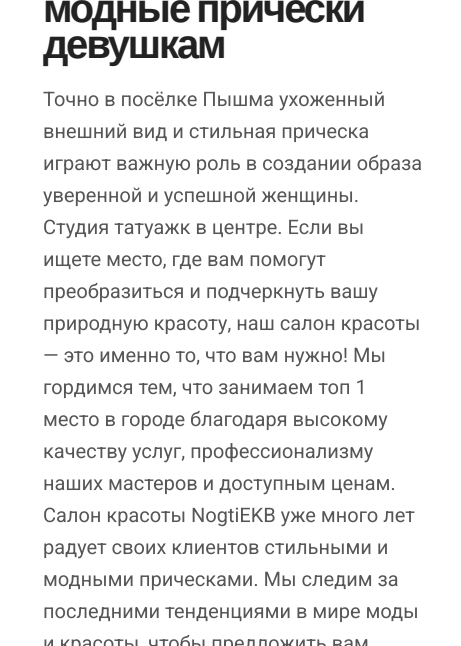 модные прически
девушкам
Точно в посёлке Пышма ухоженный
внешний вид и стильная прическа
играют важную роль в создании образа
уверенной и успешной женщины.
Студия татуажк в центре. Если вы
ищете место, где вам помогут
преобразиться и подчеркнуть вашу
природную красоту, наш салон красоты
— это именно то, что вам нужно! Мы
гордимся тем, что занимаем топ 1
место в городе благодаря высокому
качеству услуг, профессионализму
наших мастеров и доступным ценам.
Салон красоты NogtiEKB уже много лет
радует своих клиентов стильными и
модными прическами. Мы следим за
последними тенденциями в мире моды
и красоты, чтобы предложить вам